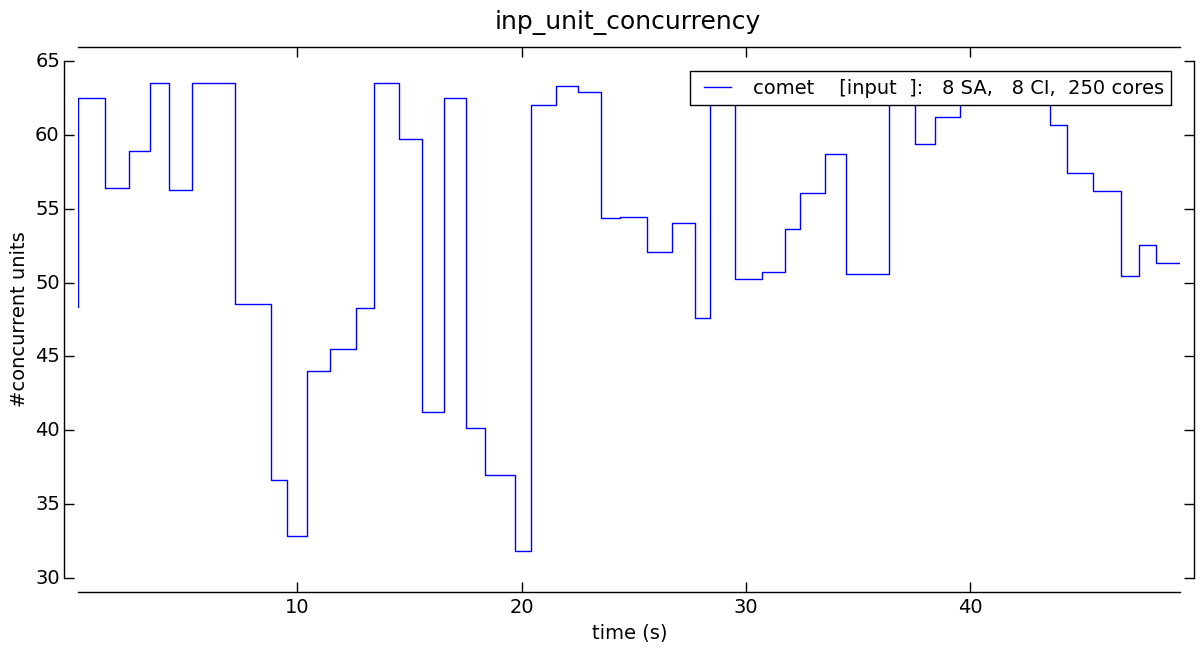 inp_unit_concurrency
65
comet [input ]: 8 SA, 8 CI, 250 cores
60
55
50
45
40
35
30
#concurrent units
10 20 30 40
time (s)